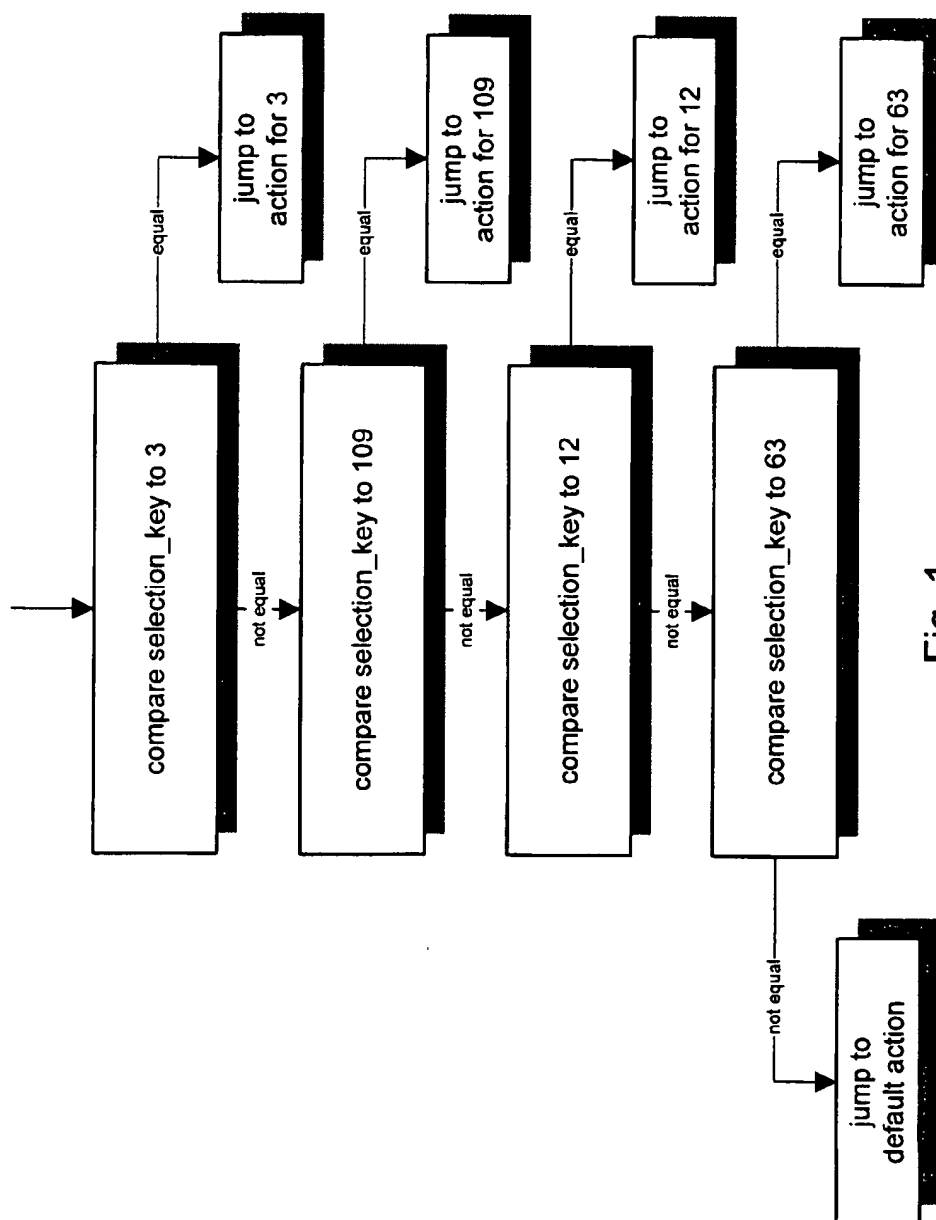 compare selection_key to 3
equal
jump to
action for 3
not equal
compare selection_key to 109
equal
jump to
action for 109
not equal
compare selection_key to 12
equal
jump to
action for 12
not equal
compare selection_key to 63
equal
jump to
action for 63
not equal
jump to
default action
Fig. 1